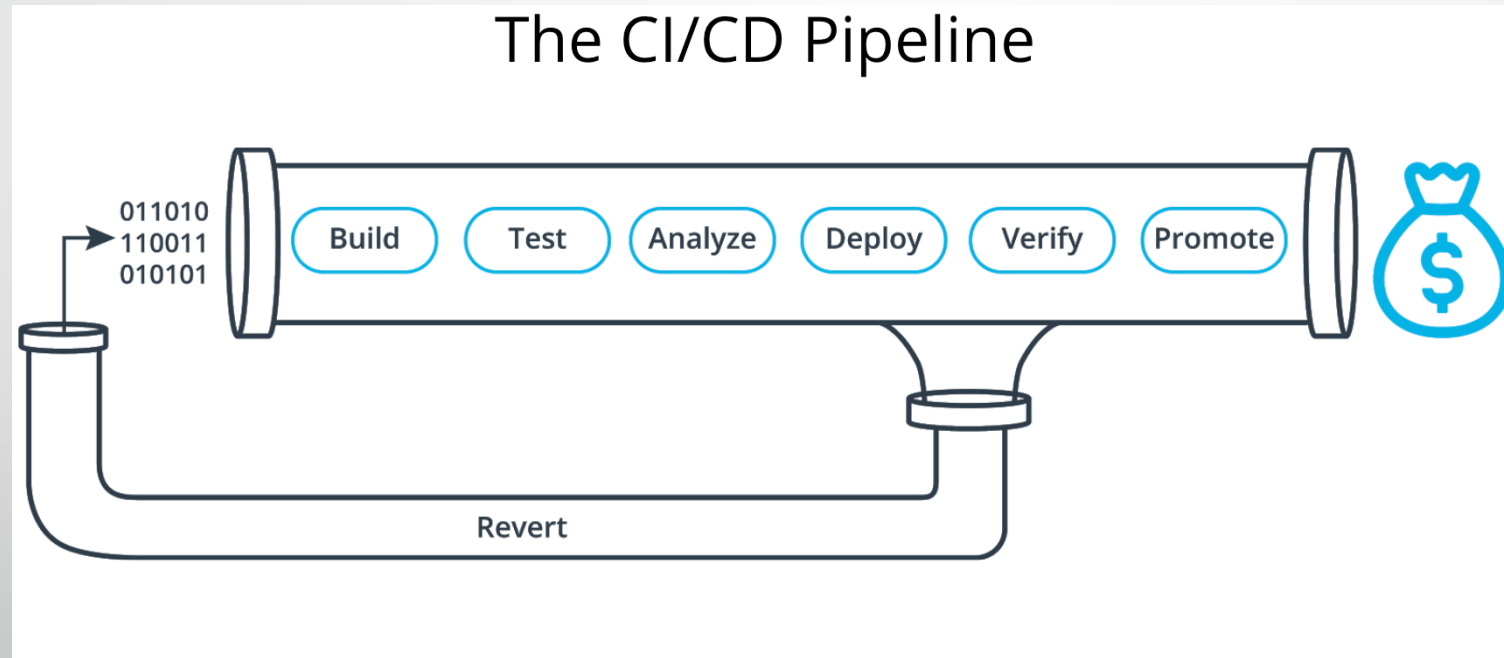 The CI/CD Pipeline
011010
110011
010101
Build
Test
Analyze
Deploy
Verify
Promote
$
Revert